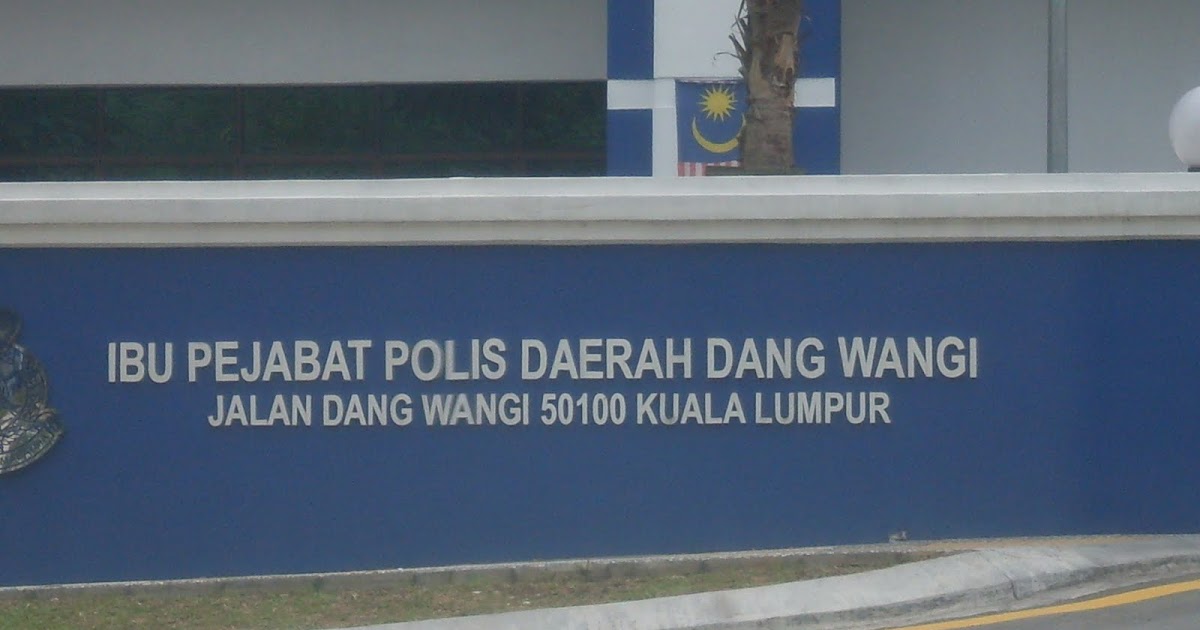 IBU PEJABAT POLIS DAERAH DANG WANGI
JALAN DANG WANGI 50100 KUALA LUMPUR